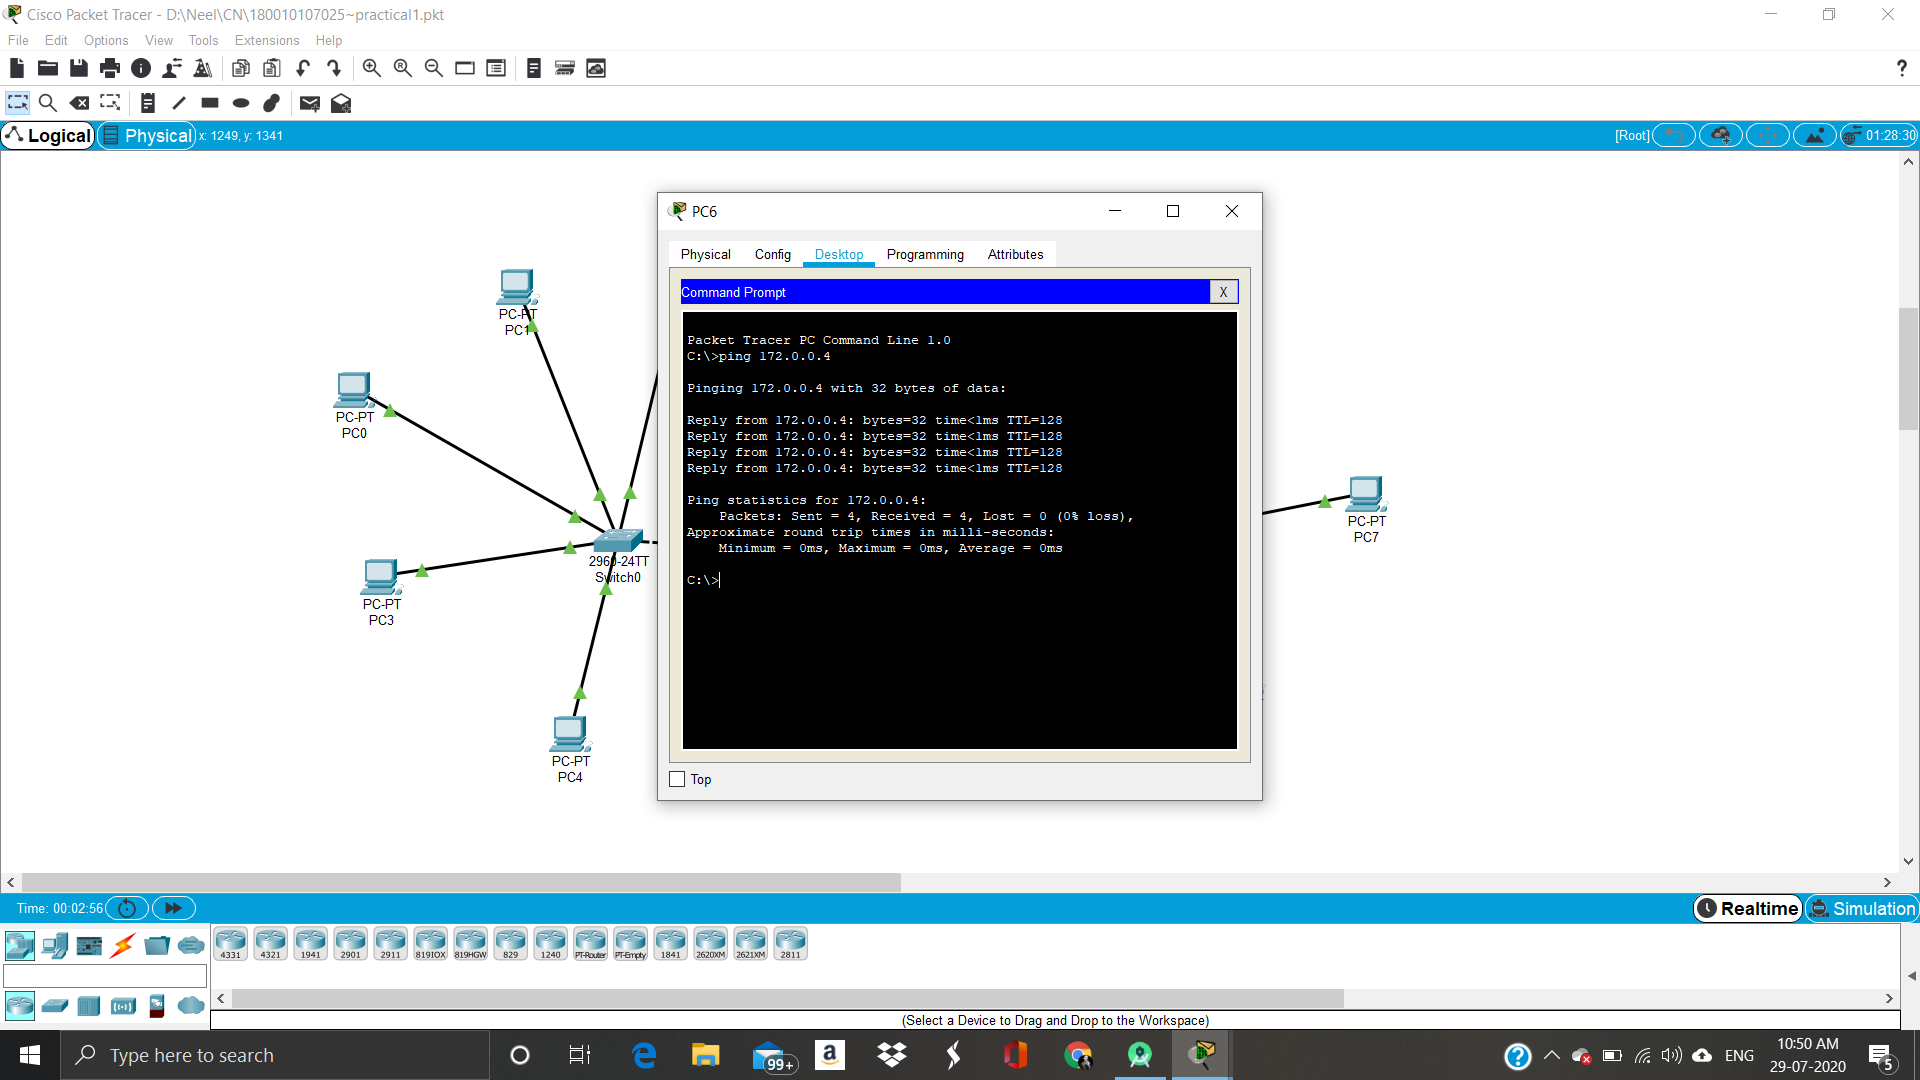 Cisco Packet Tracer - D:\Neel\CN\180010107025~practical1.pkt
File Edit Options View Tools Extensions Help
?
Logical Physical x: 1249, y: 1341 [Root] 01:28:30
PC6
Physical Config Desktop Programming Attributes
Command Prompt X
Packet Tracer PC Command Line 1.0
C:\>ping 172.0.0.4
Pinging 172.0.0.4 with 32 bytes of data:
Reply from 172.0.0.4: bytes=32 time<1ms TTL=128
Reply from 172.0.0.4: bytes=32 time<1ms TTL=128
Reply from 172.0.0.4: bytes=32 time<1ms TTL=128
Reply from 172.0.0.4: bytes=32 time<1ms TTL=128
Ping statistics for 172.0.0.4:
Packets: Sent = 4, Received = 4, Lost = 0 (0% loss),
Approximate round trip times in milli-seconds:
Minimum = 0ms, Maximum = 0ms, Average = 0ms
C:\>
Top
PC-PT
PC1
PC-PT
PC0
PC-PT
PC3
2960-24TT
Switch0
PC-PT
PC4
PC-PT
PC7
Time: 00:02:56 Realtime Simulation
4331 4321 1941 2901 2911 819IOX 819HGW 829 1240 PT-Router PT-Empty 1841 2620XM 2621XM 2811
(Select a Device to Drag and Drop to the Workspace)
Type here to search
99+
a
?
ENG
10:50 AM
29-07-2020
5